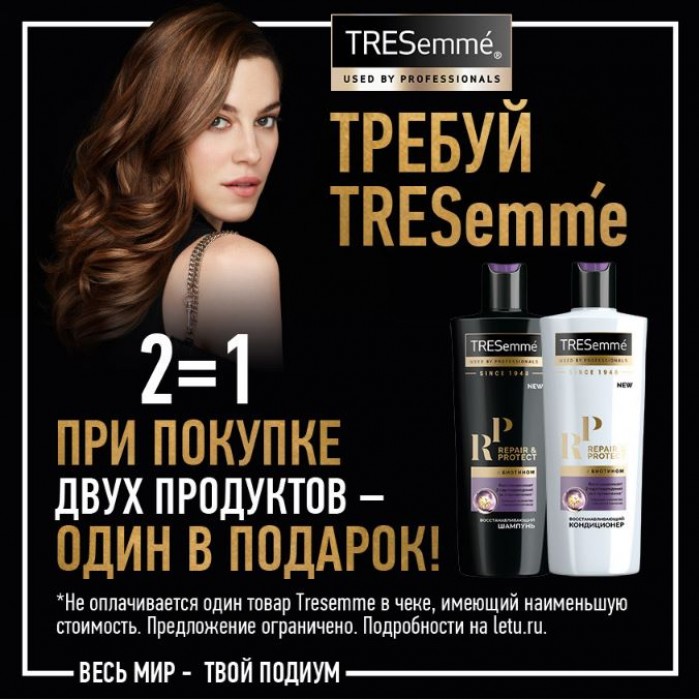 TRESemmé®
USED BY PROFESSIONALS
ТРЕБУЙ
TRESemmé
2=1
ПРИ ПОКУПКЕ
ДВУХ ПРОДУКТОВ –
ОДИН В ПОДАРОК!
TRESemmé
USED BY PROFESSIONALS
SINCE 1948
NEW
RP
REPAIR & PROTECT
С БИОТИНОМ
ВОССТАНАВЛИВАЮЩИЙ
ШАМПУНЬ
TRESemmé
USED BY PROFESSIONALS
SINCE 1948
NEW
RP
REPAIR & PROTECT
С БИОТИНОМ
ВОССТАНАВЛИВАЮЩИЙ
КОНДИЦИОНЕР
*Не оплачивается один товар Tresemme в чеке, имеющий наименьшую
стоимость. Предложение ограничено. Подробности на letu.ru.
ВЕСЬ МИР - ТВОЙ ПОДИУМ